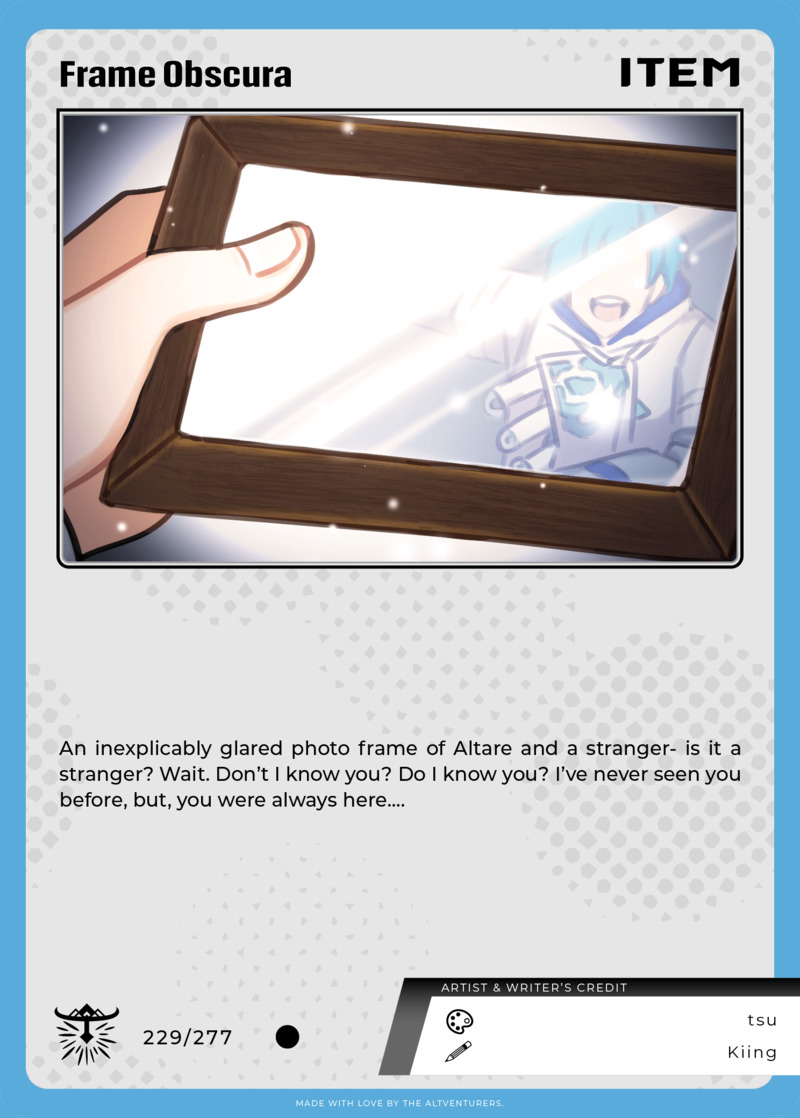 Frame Obscura
ITEM
An inexplicably glared photo frame of Altare and a stranger- is it a
stranger? Wait. Don’t I know you? Do I know you? I’ve never seen you
before, but, you were always here....
ARTIST & WRITER’S CREDIT
tsu
229/277
Kiing
MADE WITH LOVE BY THE ALTVENTURERS.